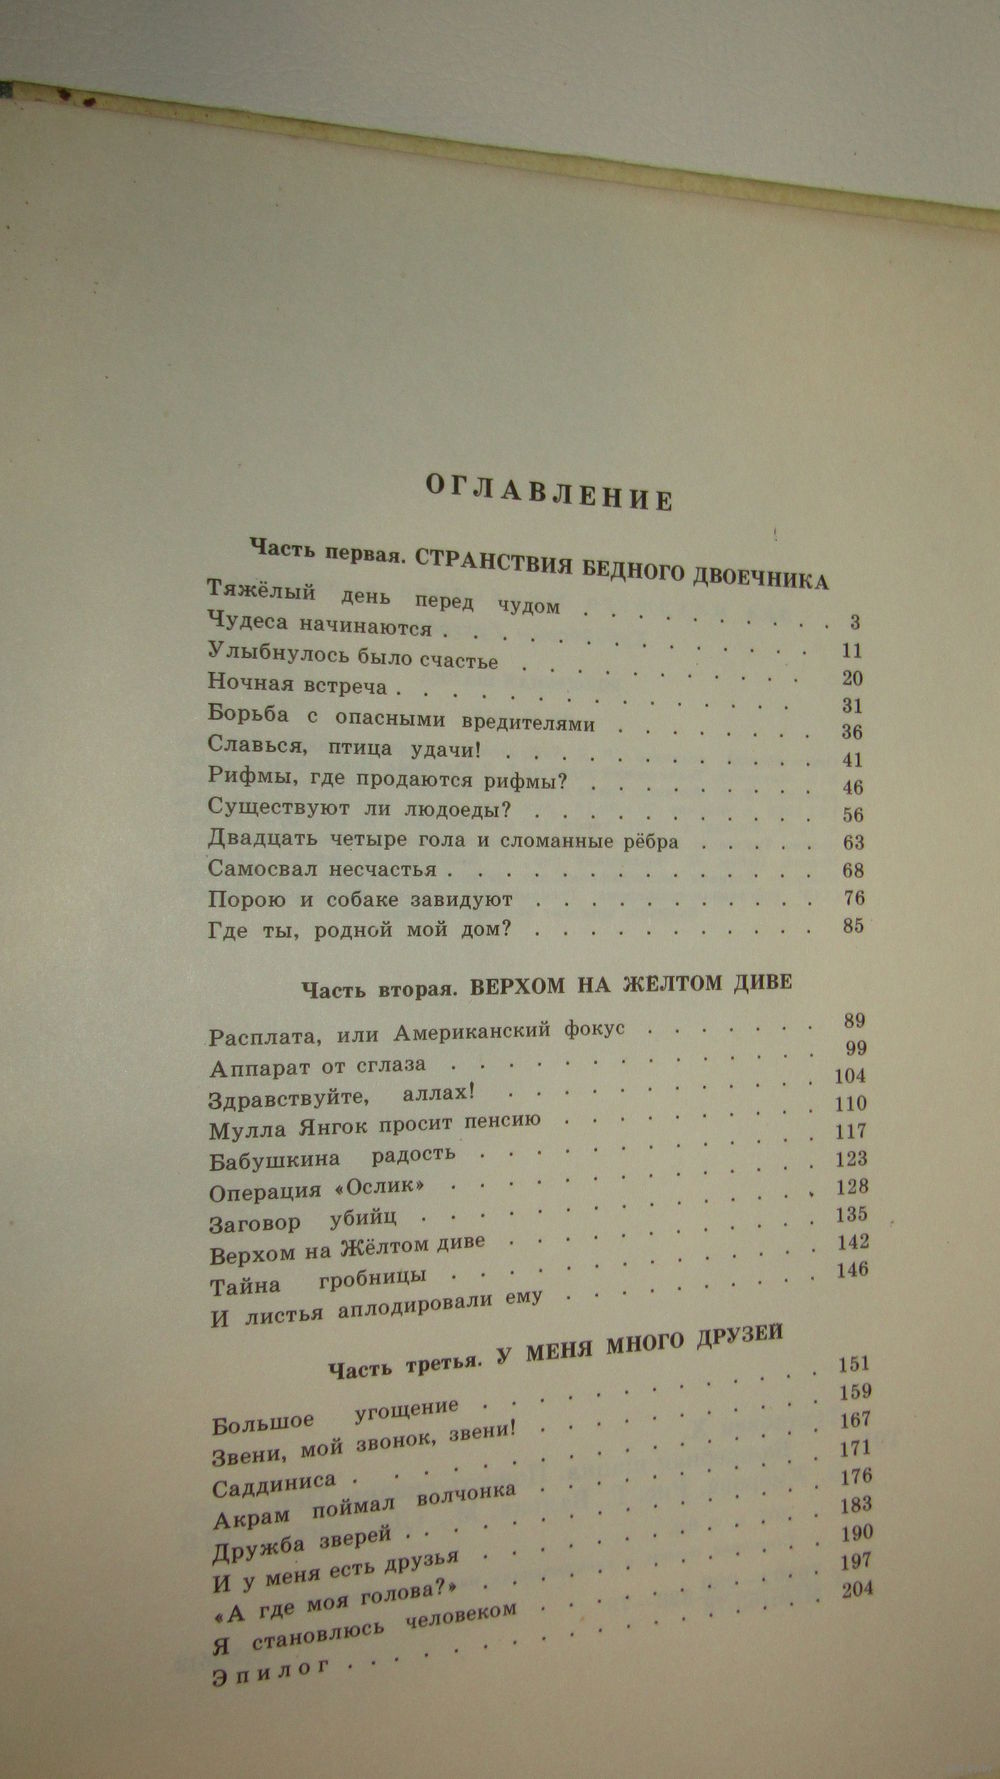 ОГЛАВЛЕНИЕ
Часть первая. СТРАНСТВИЯ БЕДНОГО ДВОЕЧНИКА
Тяжёлый день перед чудом . . . . . . . . . 3
Чудеса начинаются . . . . . . . . . . . . . 11
Улыбнулось было счастье . . . . . . . . . . 20
Ночная встреча . . . . . . . . . . . . . . 31
Борьба с опасными вредителями . . . . . . . 36
Славься, птица удачи! . . . . . . . . . . . 41
Рифмы, где продаются рифмы? . . . . . . . . 46
Существуют ли людоеды? . . . . . . . . . . 56
Двадцать четыре гола и сломанные рёбра . . . . . 63
Самосвал несчастья . . . . . . . . . . . . . 68
Порою и собаке завидуют . . . . . . . . . . 76
Где ты, родной мой дом? . . . . . . . . . . 85
Часть вторая. ВЕРХОМ НА ЖЁЛТОМ ДИВЕ
Расплата, или Американский фокус . . . . . . . 89
Аппарат от сглаза . . . . . . . . . . . . . 99
Здравствуйте, аллах! . . . . . . . . . . . 104
Мулла Янгок просит пенсию . . . . . . . . . 110
Бабушкина радость . . . . . . . . . . . . 117
Операция «Ослик» . . . . . . . . . . . . . 123
Заговор убийц . . . . . . . . . . . . . . 128
Верхом на Жёлтом диве . . . . . . . . . . . 135
Тайна гробницы . . . . . . . . . . . . . 142
И листья аплодировали ему . . . . . . . . . 146
Часть третья. У МЕНЯ МНОГО ДРУЗЕЙ
Большое угощение . . . . . . . . . . . . 151
Звени, мой звонок, звени! . . . . . . . . . . 159
Саддиниса . . . . . . . . . . . . . . . . 167
Акрам поймал волчонка . . . . . . . . . . 171
Дружба зверей . . . . . . . . . . . . . . 176
И у меня есть друзья . . . . . . . . . . . . 183
«А где моя голова?» . . . . . . . . . . . . 190
Я становлюсь человеком . . . . . . . . . . 197
Эпилог . . . . . . . . . . . . . . . . . 204